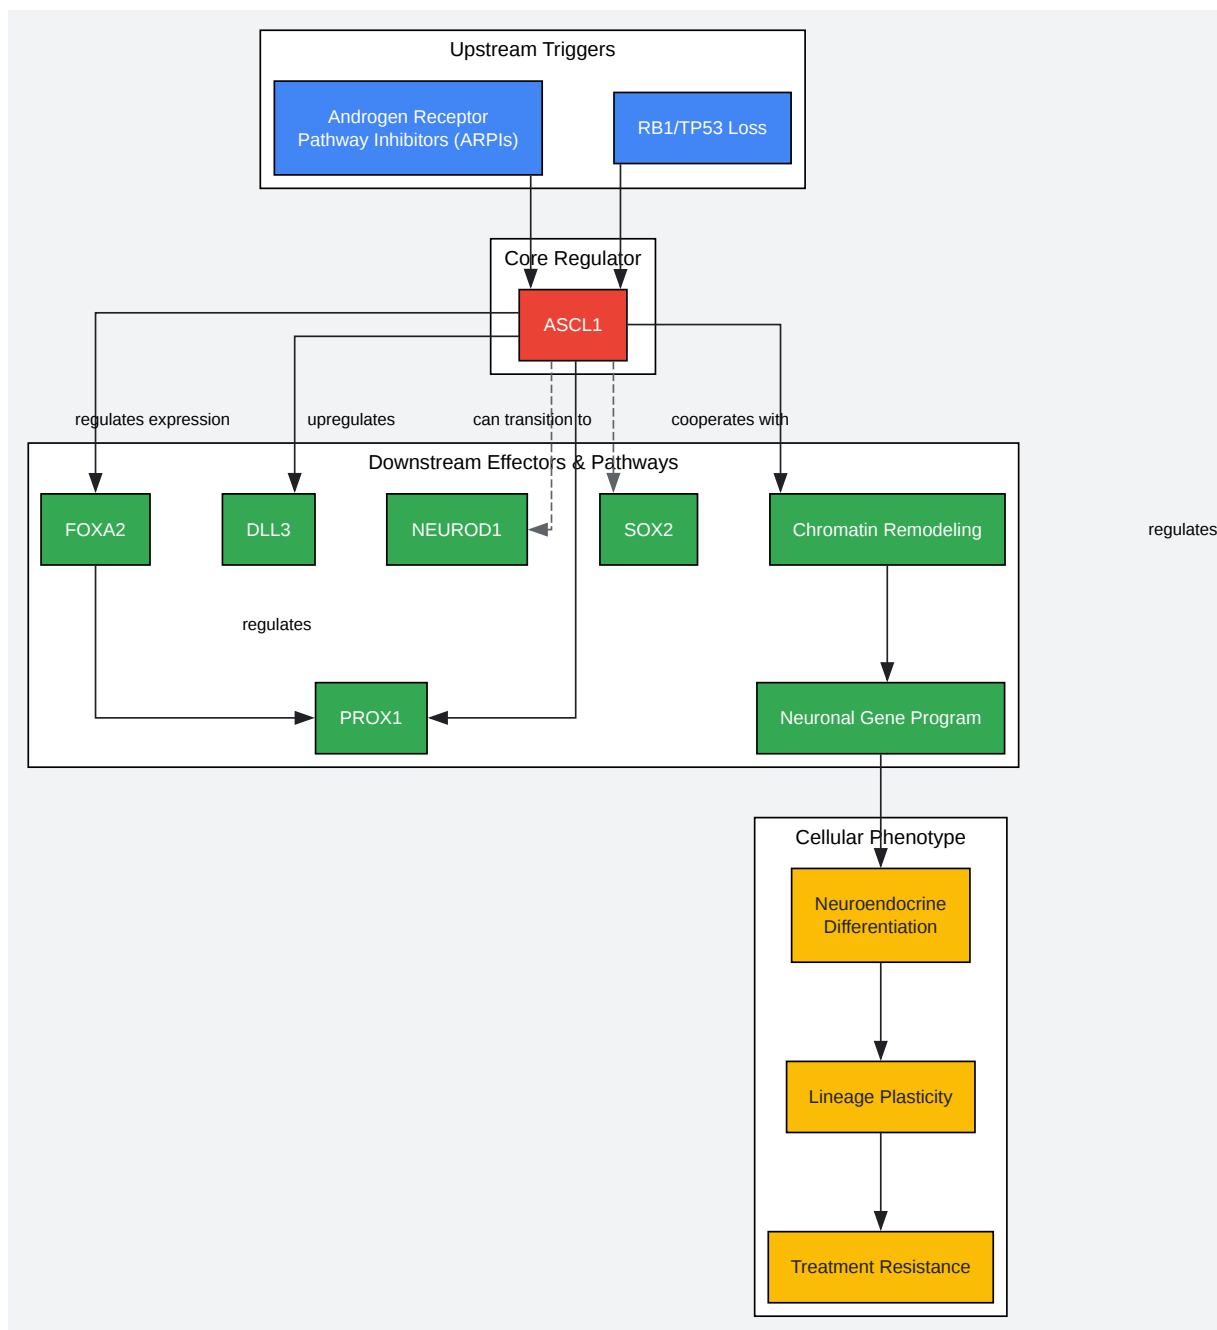 Upstream Triggers
Androgen Receptor
Pathway Inhibitors (ARPIs)
RB1/TP53 Loss
Core Regulator
ASCL1
regulates expression
upregulates
can transition to
cooperates with
Downstream Effectors & Pathways
FOXA2
DLL3
NEUROD1
SOX2
Chromatin Remodeling
regulates
regulates
PROX1
Neuronal Gene Program
Cellular Phenotype
Neuroendocrine
Differentiation
Lineage Plasticity
Treatment Resistance